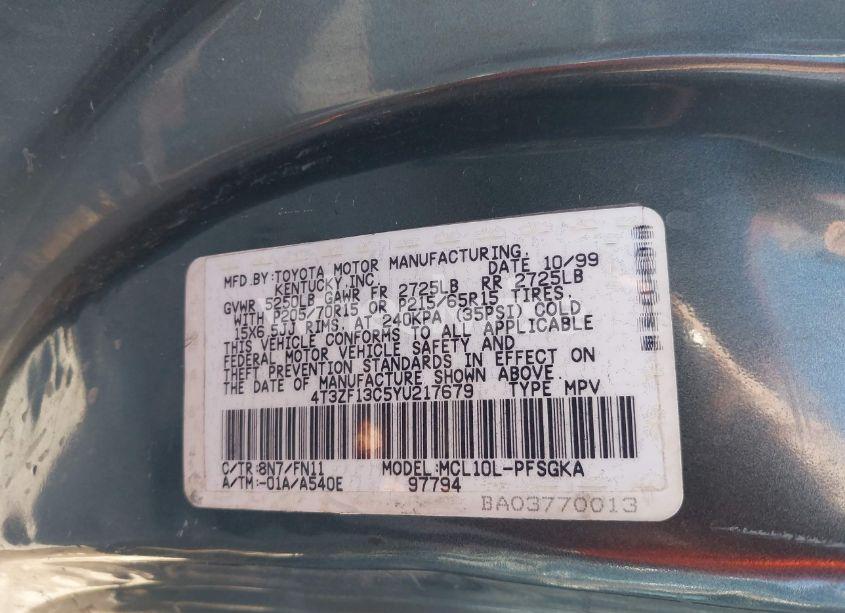 MFD.BY:TOYOTA MOTOR MANUFACTURING,
KENTUCKY,INC. DATE 10/99
GVWR 5250LB GAWR FR 2725LB RR 2725LB
WITH P205/70R15 OR P215/65R15 TIRES,
15X6.5JJ RIMS, AT 240KPA (35PSI) COLD
THIS VEHICLE CONFORMS TO ALL APPLICABLE
FEDERAL MOTOR VEHICLE SAFETY AND
THEFT PREVENTION STANDARDS IN EFFECT ON
THE DATE OF MANUFACTURE SHOWN ABOVE.
4T3ZF13C5YU217679 TYPE MPV
C/TR:8N7/FN11 MODEL:MCL10L-PFSGKA
A/TM:-01A/A540E 97794
BA03770013